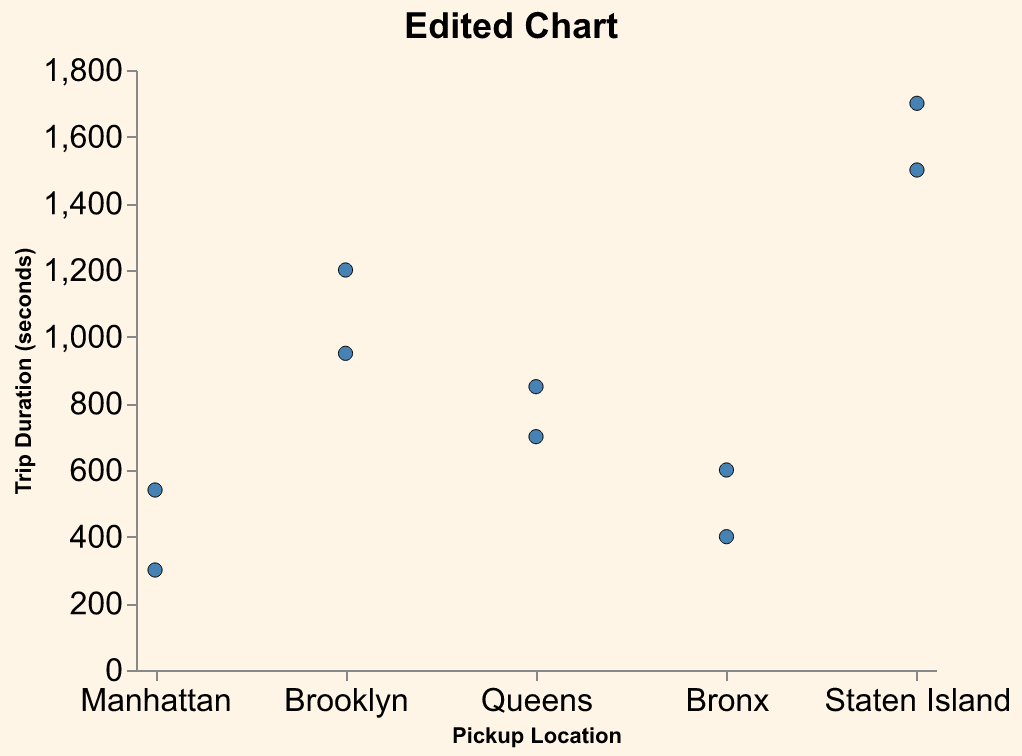 Edited Chart
1,800
1,600
1,400
1,200
1,000
800
600
400
200
0
Trip Duration (seconds)
Manhattan Brooklyn Queens Bronx Staten Island
Pickup Location